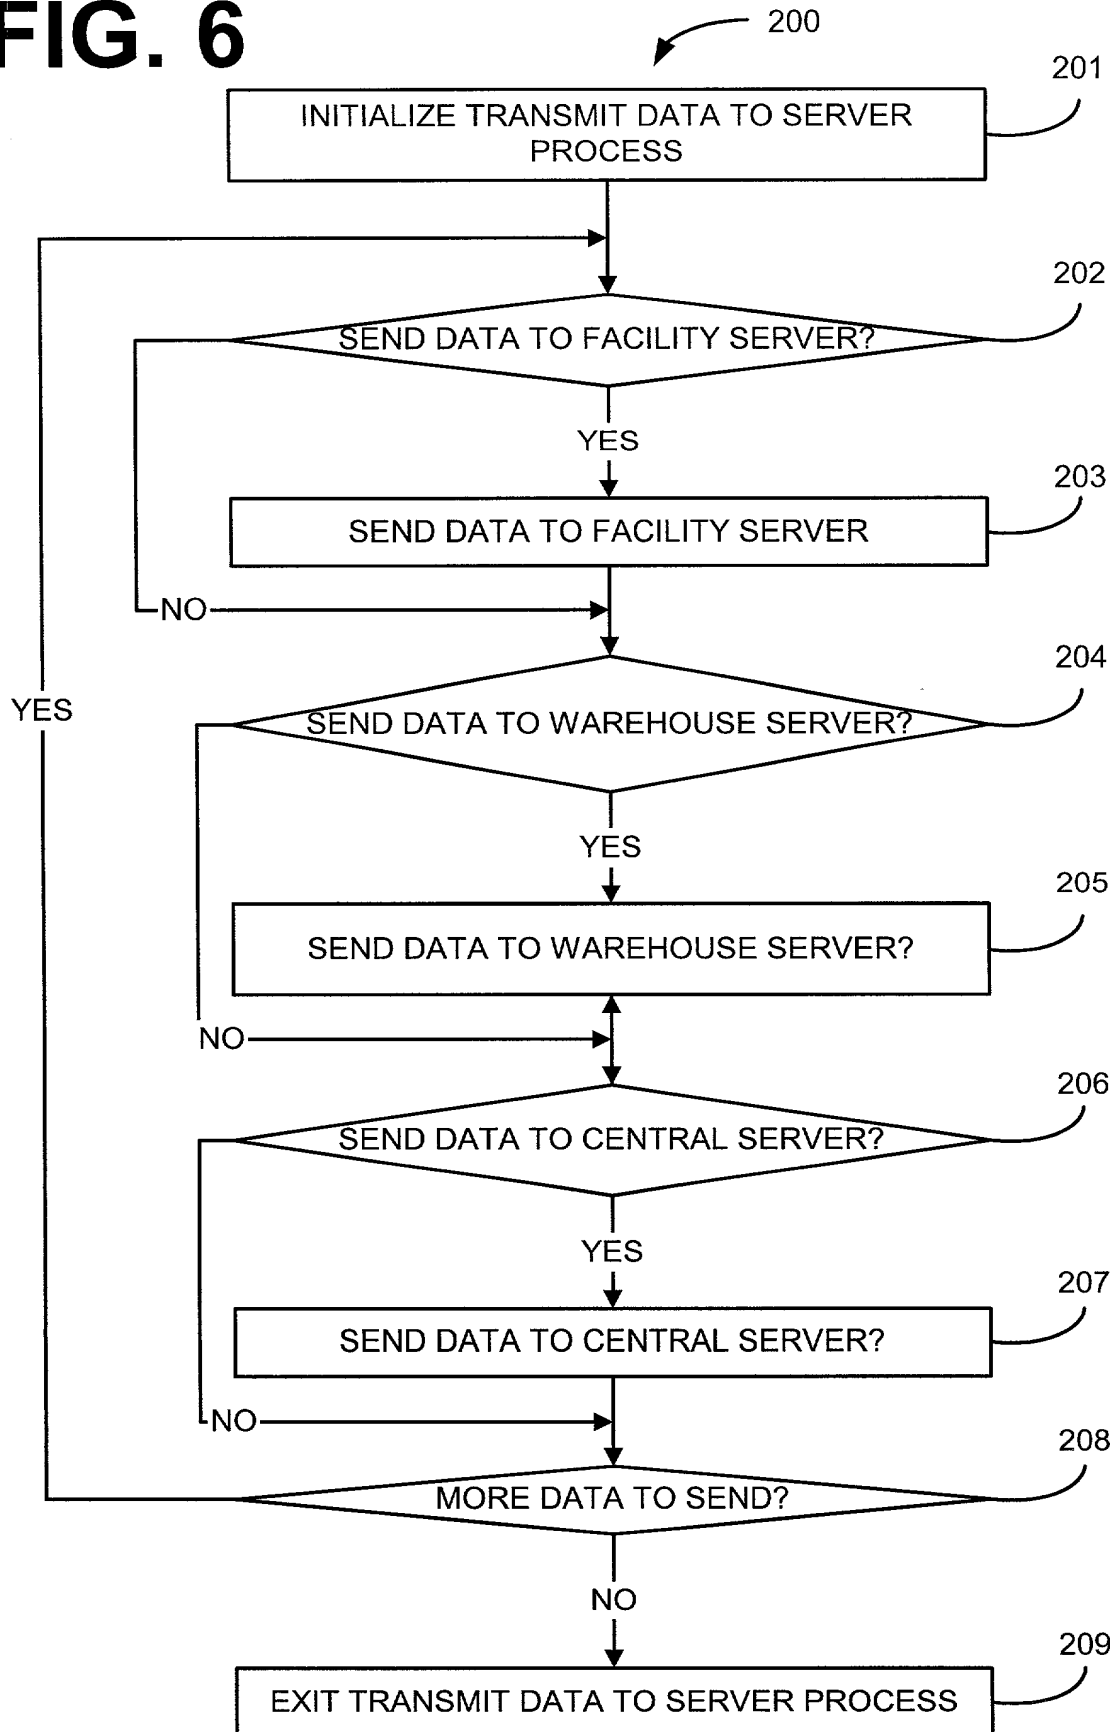 FIG. 6
200
201
INITIALIZE TRANSMIT DATA TO SERVER
PROCESS
202
SEND DATA TO FACILITY SERVER?
YES
203
SEND DATA TO FACILITY SERVER
NO
204
YES
SEND DATA TO WAREHOUSE SERVER?
YES
205
SEND DATA TO WAREHOUSE SERVER?
NO
206
SEND DATA TO CENTRAL SERVER?
YES
207
SEND DATA TO CENTRAL SERVER?
NO
208
MORE DATA TO SEND?
NO
209
EXIT TRANSMIT DATA TO SERVER PROCESS